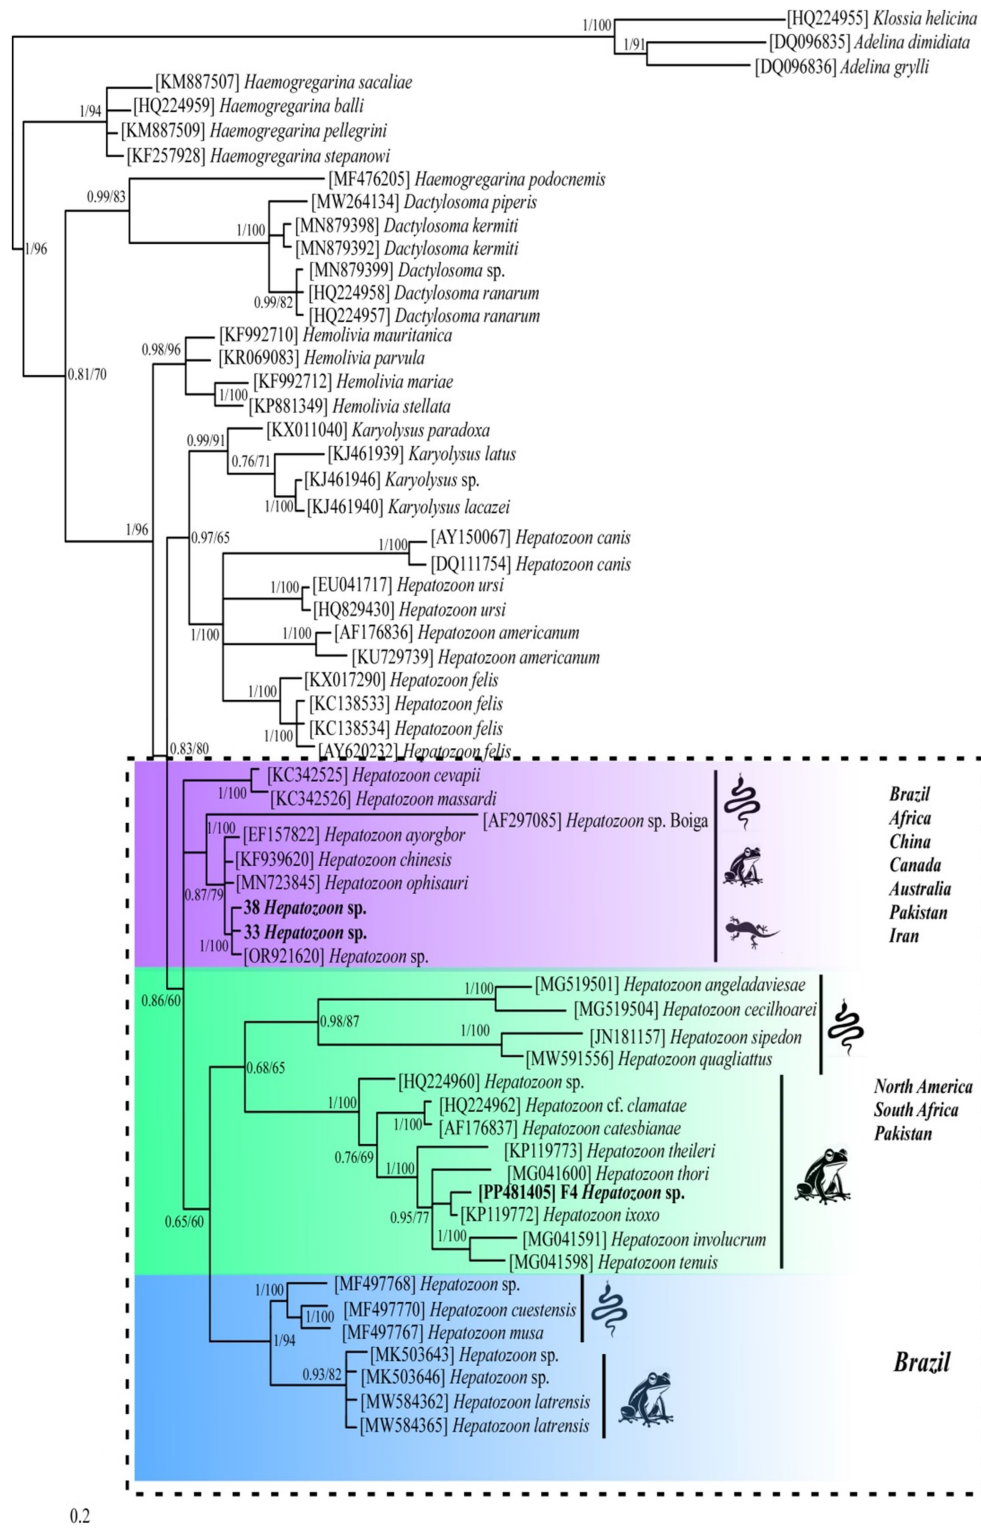 1/100
[HQ224955] Klossia helicina
1/91
[DQ096835] Adelina dimidiata
[DQ096836] Adelina grylli
[KM887507] Haemogregarina sacaliae
1/94
[HQ224959] Haemogregarina balli
[KM887509] Haemogregarina pellegrini
[KF257928] Haemogregarina stepanowi
[MF476205] Haemogregarina podocnemis
0.99/83
[MW264134] Dactylosoma piperis
1/100
[MN879398] Dactylosoma kermiti
1/96
[MN879392] Dactylosoma kermiti
[MN879399] Dactylosoma sp.
0.99/82
[HQ224958] Dactylosoma ranarum
[HQ224957] Dactylosoma ranarum
[KF992710] Hemolivia mauritanica
0.98/96
[KR069083] Hemolivia parvula
0.81/70
[KF992712] Hemolivia mariae
1/100
[KP881349] Hemolivia stellata
[KX011040] Karyolysus paradoxa
0.99/91
[KJ461939] Karyolysus latus
0.76/71
[KJ461946] Karyolysus sp.
1/100
[KJ461940] Karyolysus lacazei
1/96
0.97/65
[AY150067] Hepatozoon canis
1/100
[DQ111754] Hepatozoon canis
[EU041717] Hepatozoon ursi
1/100
[HQ829430] Hepatozoon ursi
1/100
[AF176836] Hepatozoon americanum
1/100
[KU729739] Hepatozoon americanum
[KX017290] Hepatozoon felis
1/100
[KC138533] Hepatozoon felis
[KC138534] Hepatozoon felis
1/100
[AY620232] Hepatozoon felis
0.83/80
[KC342525] Hepatozoon cevapii
1/100
[KC342526] Hepatozoon massardi
[AF297085] Hepatozoon sp. Boiga
1/100
[EF157822] Hepatozoon ayorgbor
[KF939620] Hepatozoon chinesis
[MN723845] Hepatozoon ophisauri
0.87/79
38 Hepatozoon sp.
33 Hepatozoon sp.
1/100
[OR921620] Hepatozoon sp.
Brazil
Africa
China
Canada
Australia
Pakistan
Iran
0.86/60
1/100
[MG519501] Hepatozoon angeladaviesae
[MG519504] Hepatozoon cecilhoarei
0.98/87
1/100
[JN181157] Hepatozoon sipedon
[MW591556] Hepatozoon quagliattus
0.68/65
[HQ224960] Hepatozoon sp.
1/100
[HQ224962] Hepatozoon cf. clamatae
1/100
[AF176837] Hepatozoon catesbianae
0.76/69
[KP119773] Hepatozoon theileri
1/100
[MG041600] Hepatozoon thori
[PP481405] F4 Hepatozoon sp.
0.95/77
[KP119772] Hepatozoon ixoxo
1/100
[MG041591] Hepatozoon involucrum
[MG041598] Hepatozoon tenuis
North America
South Africa
Pakistan
0.65/60
[MF497768] Hepatozoon sp.
1/100
[MF497770] Hepatozoon cuestensis
1/100
[MF497767] Hepatozoon musa
1/94
[MK503643] Hepatozoon sp.
0.93/82
[MK503646] Hepatozoon sp.
[MW584362] Hepatozoon latrensis
[MW584365] Hepatozoon latrensis
Brazil
0.2